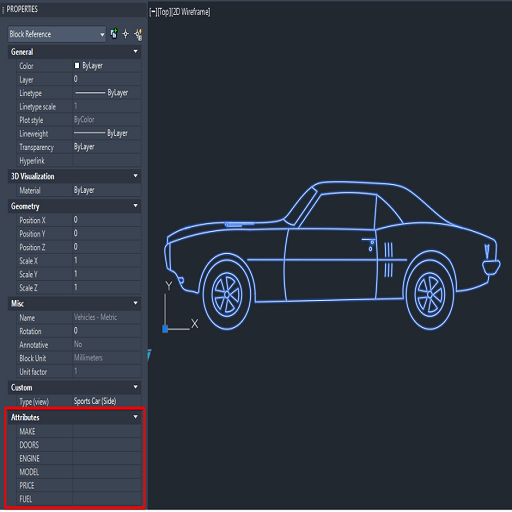 PROPERTIES
[−][Top][2D Wireframe]
Block Reference
General
Color ByLayer
Layer 0
Linetype ByLayer
Linetype scale 1
Plot style ByColor
Lineweight ByLayer
Transparency ByLayer
Hyperlink
3D Visualization
Material ByLayer
Geometry
Position X 0
Position Y 0
Position Z 0
Scale X 1
Scale Y 1
Scale Z 1
Misc
Name Vehicles - Metric
Rotation 0
Annotative No
Block Unit Millimeters
Unit factor 1
Custom
Type (view) Sports Car (Side)
Attributes
MAKE
DOORS
ENGINE
MODEL
PRICE
FUEL
Y
X